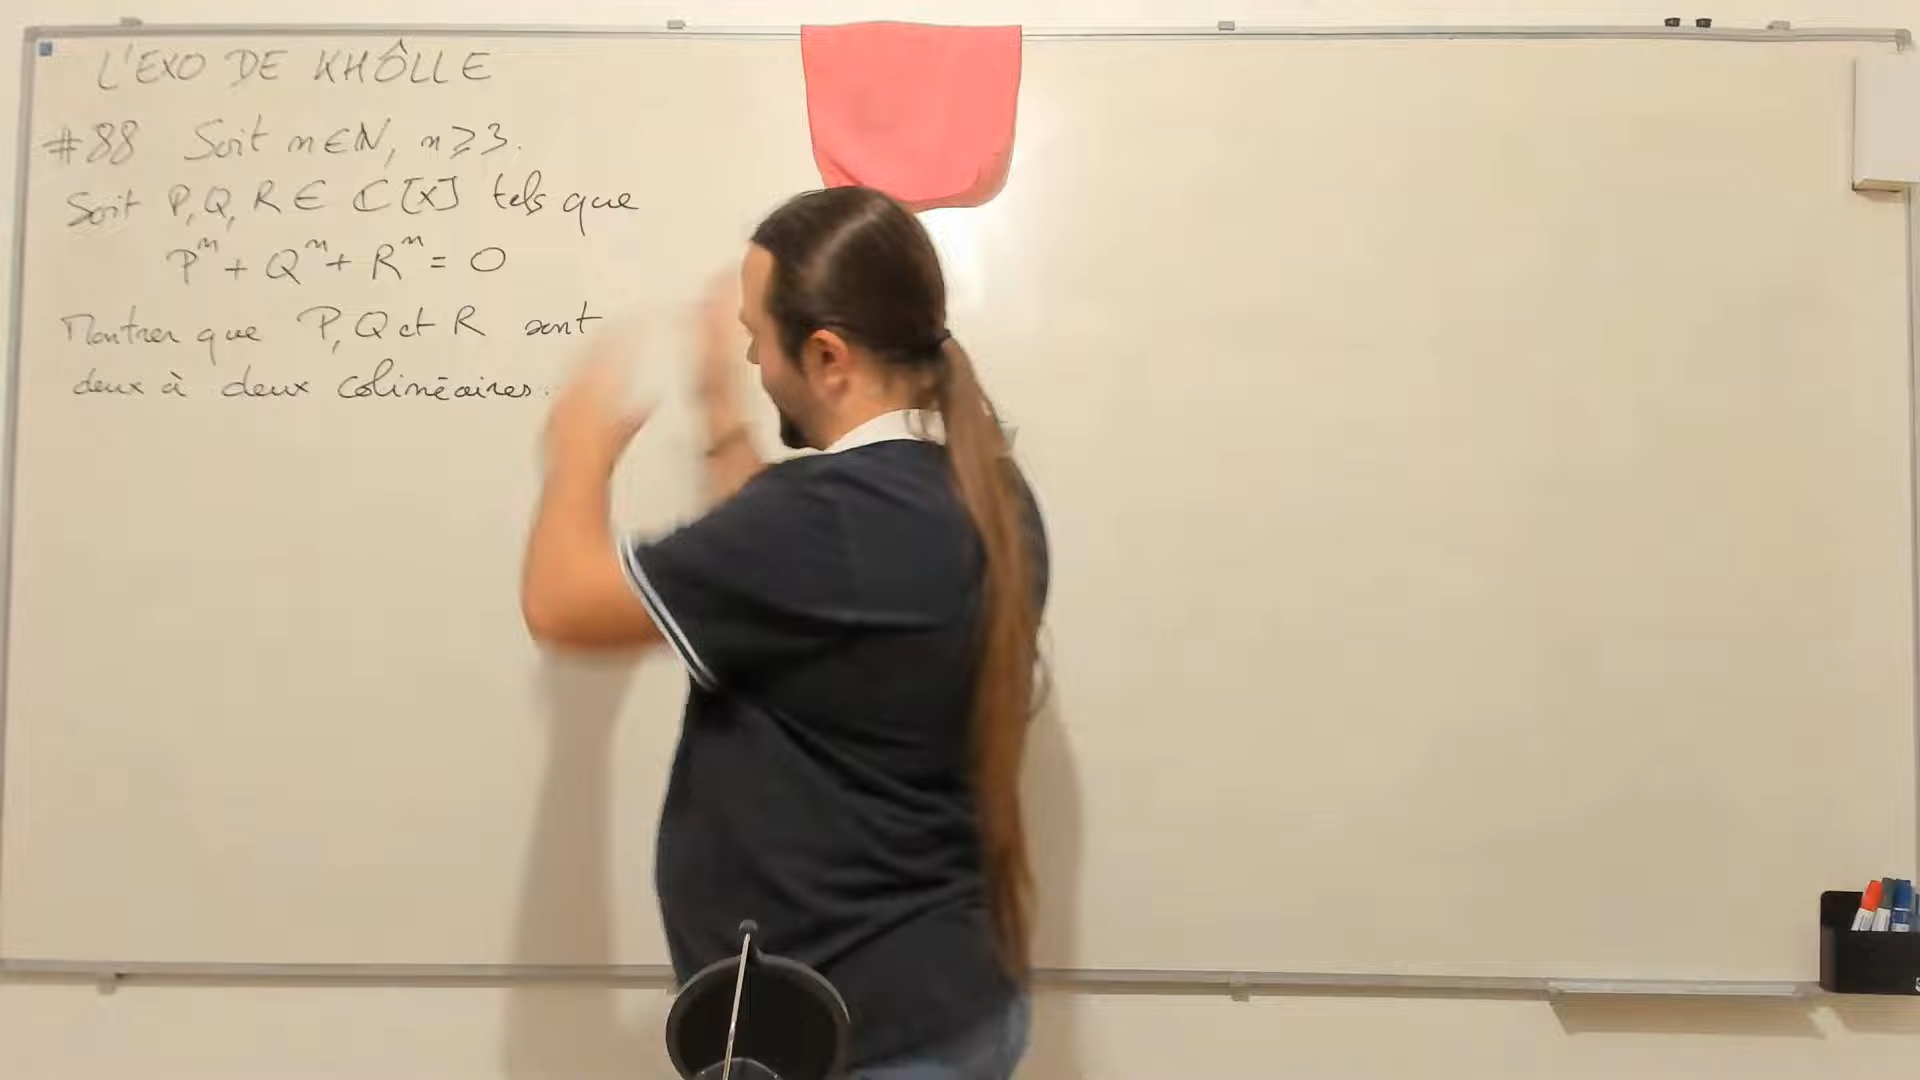 L'EXO DE KHÔLLE
#88 Soit n∈ℕ, n≥3.
Soit P, Q, R ∈ ℂ[X] tels que
Pⁿ + Qⁿ + Rⁿ = 0
Montrer que P, Q et R sont
deux à deux colinéaires.